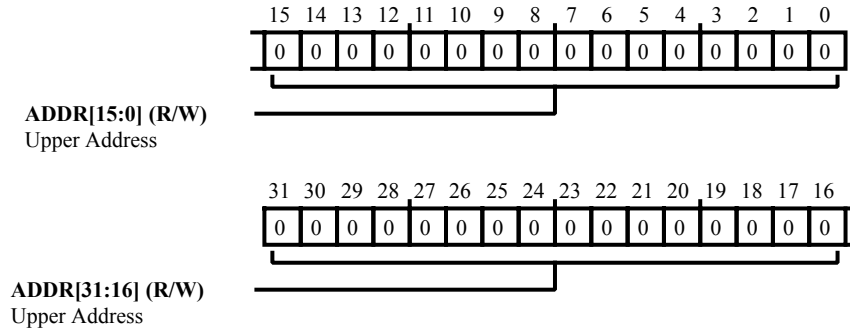 15 14 13 12 11 10 9 8 7 6 5 4 3 2 1 0
0 0 0 0 0 0 0 0 0 0 0 0 0 0 0 0
ADDR[15:0] (R/W)
Upper Address
31 30 29 28 27 26 25 24 23 22 21 20 19 18 17 16
0 0 0 0 0 0 0 0 0 0 0 0 0 0 0 0
ADDR[31:16] (R/W)
Upper Address